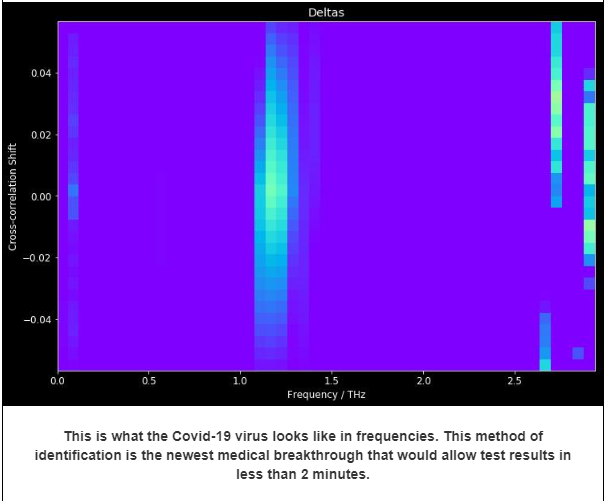 Deltas
Cross-correlation Shift
0.04
0.02
0.00
−0.02
−0.04
0.0 0.5 1.0 1.5 2.0 2.5
Frequency / THz
This is what the Covid-19 virus looks like in frequencies. This method of
identification is the newest medical breakthrough that would allow test results in
less than 2 minutes.